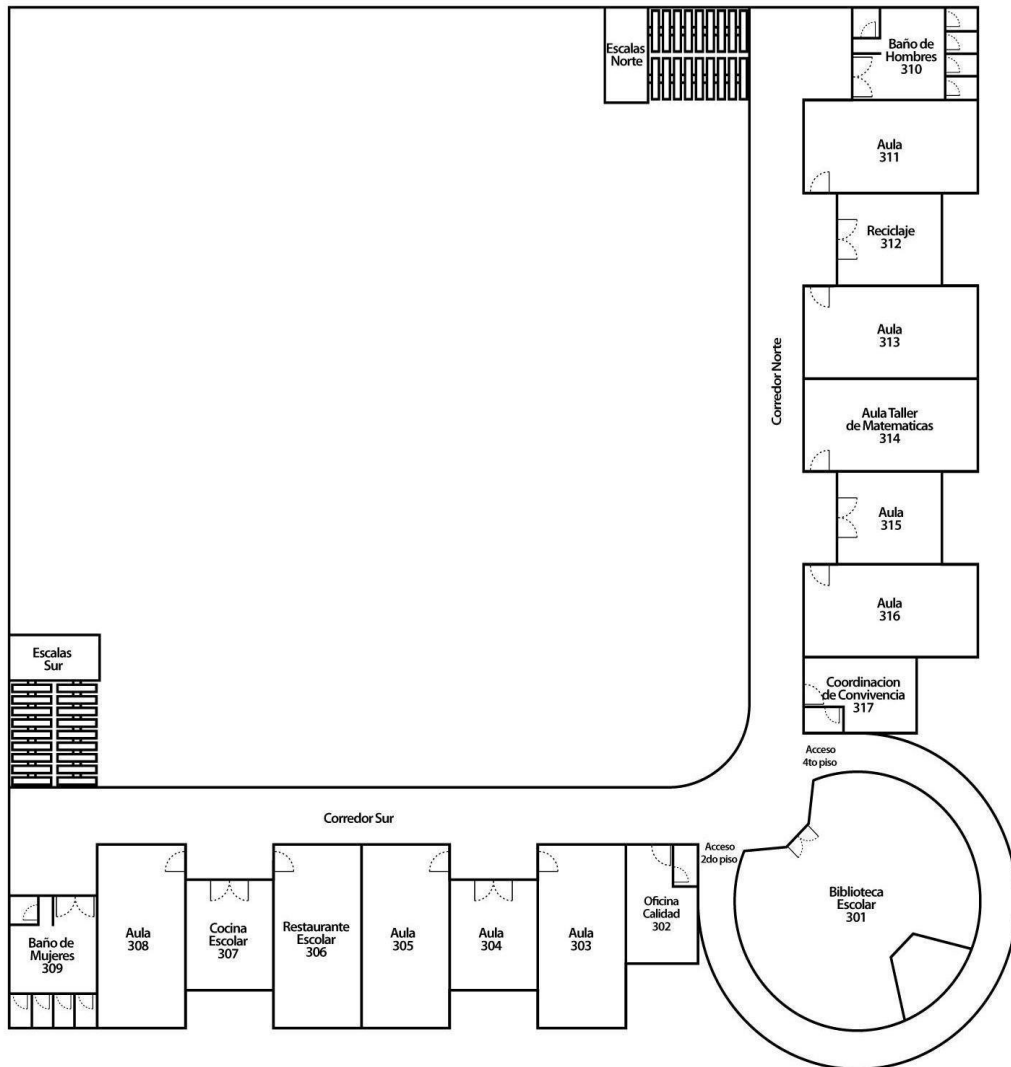 Escalas
Norte
Baño de
Hombres
310
Aula
311
Reciclaje
312
Aula
313
Corredor Norte
Aula Taller
de Matematicas
314
Aula
315
Aula
316
Escalas
Sur
Coordinacion
de Convivencia
317
Acceso
4to piso
Corredor Sur
Acceso
2do piso
Biblioteca
Escolar
301
Oficina
Calidad
302
Aula
303
Aula
304
Aula
305
Restaurante
Escolar
306
Cocina
Escolar
307
Aula
308
Baño de
Mujeres
309